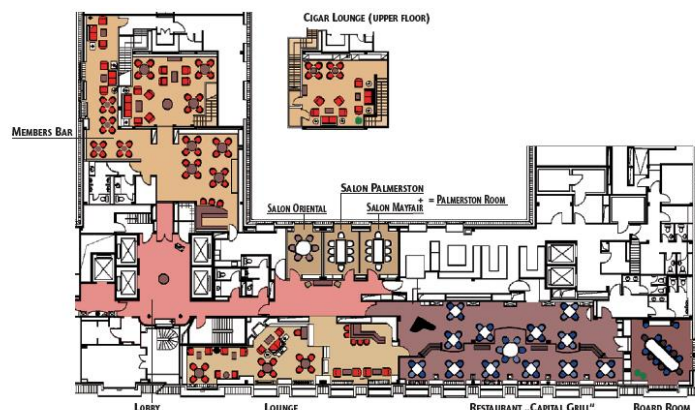 CIGAR LOUNGE (UPPER FLOOR)
MEMBERS BAR
SALON PALMERSTON
SALON ORIENTAL
SALON MAYFAIR
+ = PALMERSTON ROOM
LOBBY
LOUNGE
RESTAURANT „CAPITAL GRILL“
BOARD ROOM